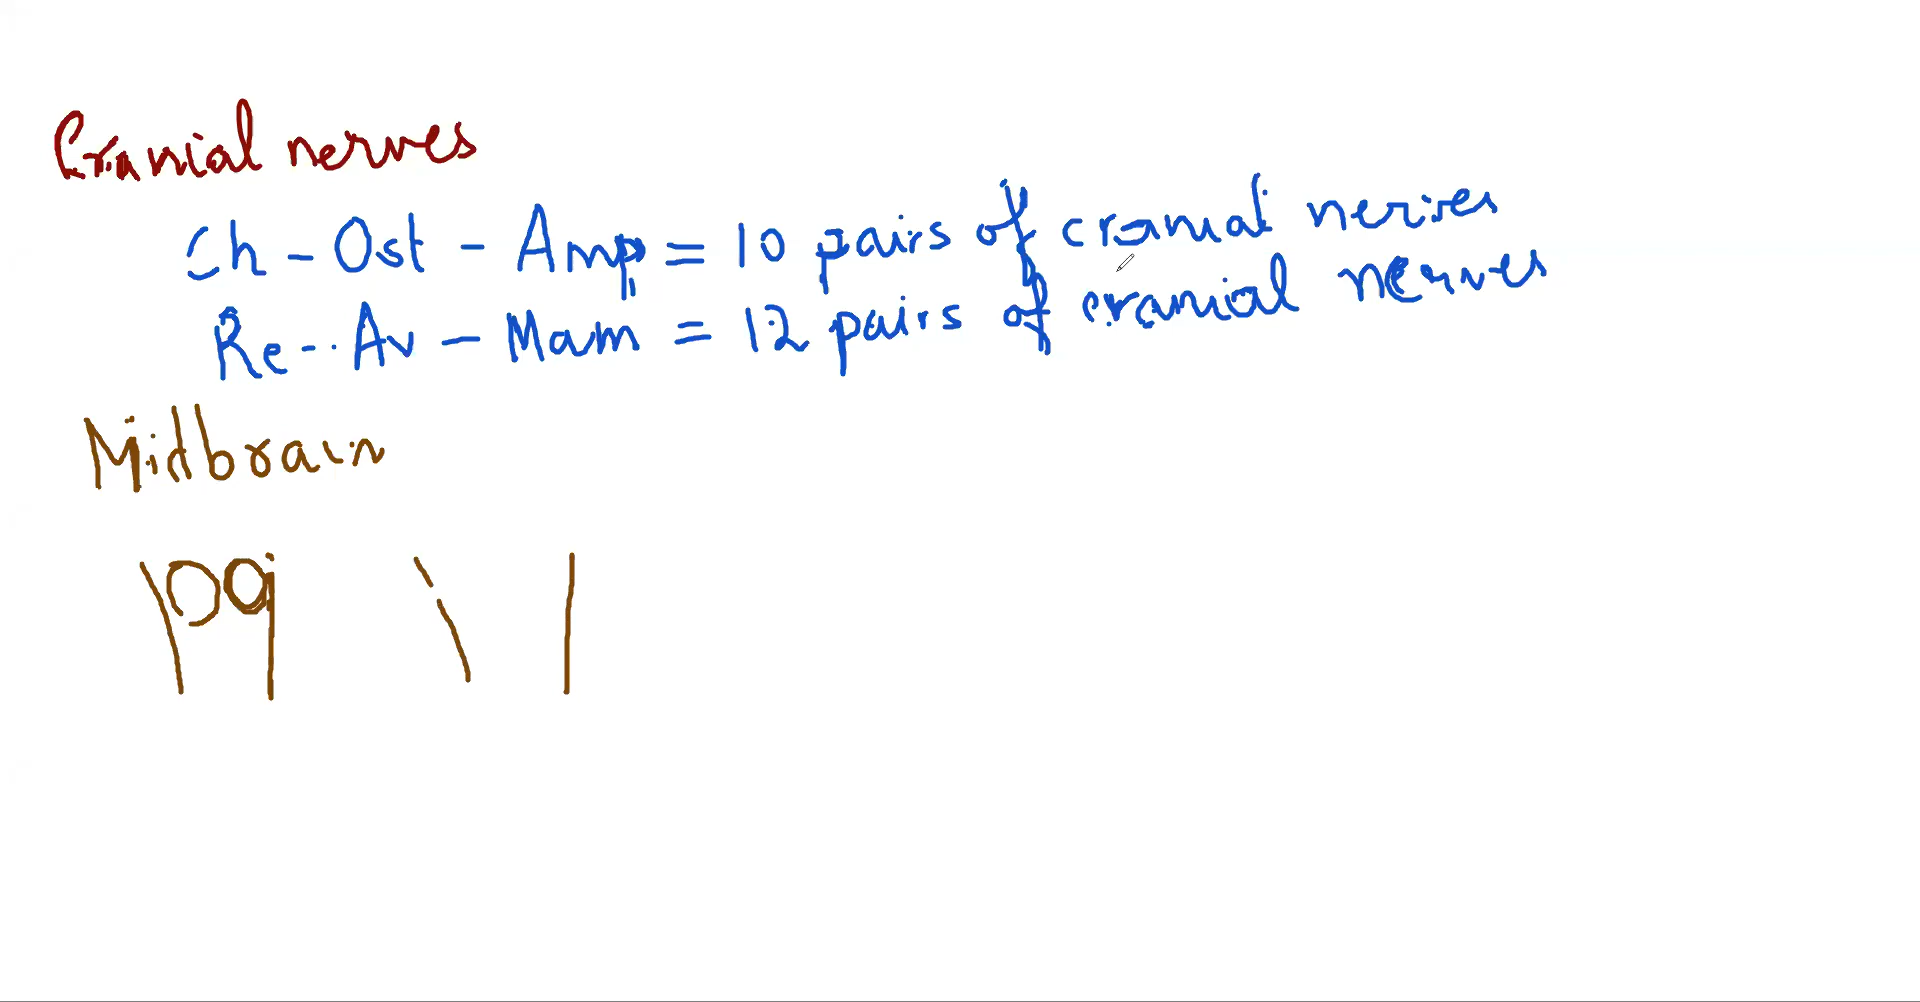 Cranial nerves
Ch - Ost - Amp = 10 pairs of cranial nerves
Re - Av - Mam = 12 pairs of cranial nerves
Midbrain